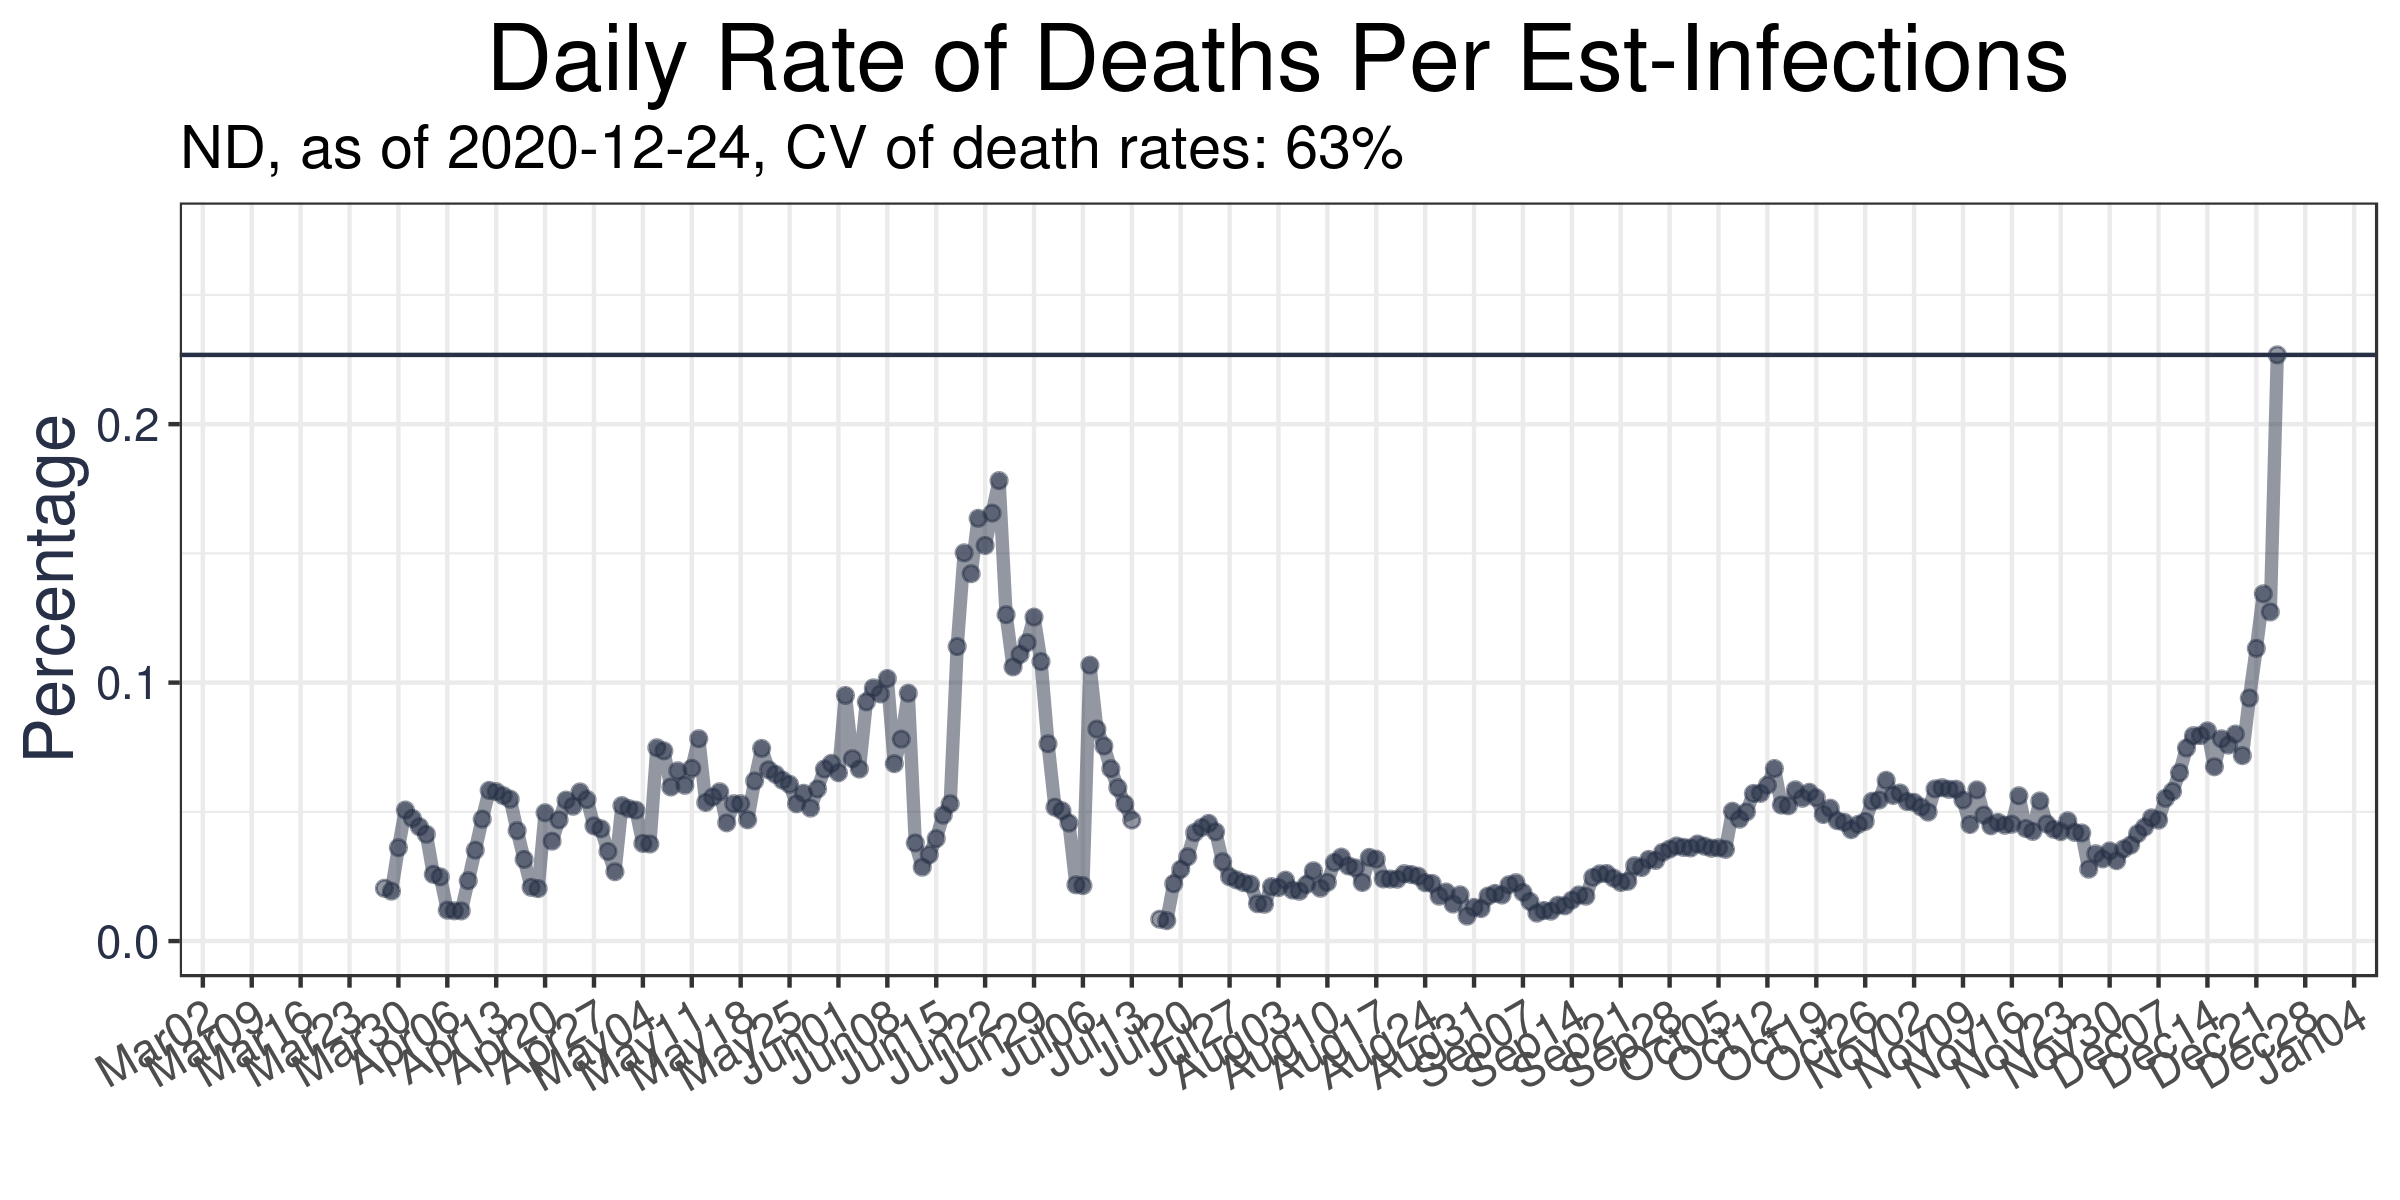 Daily Rate of Deaths Per Est-Infections
ND, as of 2020-12-24, CV of death rates: 63%
Percentage
0.2
0.1
0.0
Mar02
Mar09
Mar16
Mar23
Mar30
Apr06
Apr13
Apr20
Apr27
May04
May11
May18
May25
Jun01
Jun08
Jun15
Jun22
Jun29
Jul06
Jul13
Jul20
Jul27
Aug03
Aug10
Aug17
Aug24
Aug31
Sep07
Sep14
Sep21
Sep28
Oct05
Oct12
Oct19
Oct26
Nov02
Nov09
Nov16
Nov23
Nov30
Dec07
Dec14
Dec21
Dec28
Jan04